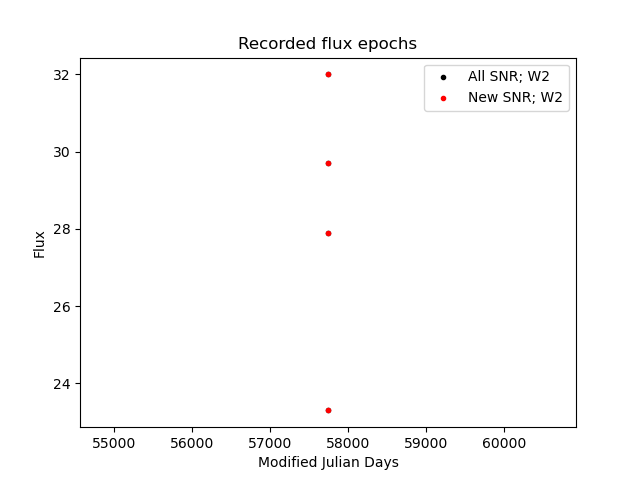 Recorded flux epochs
All SNR; W2
New SNR; W2
32
30
28
26
24
Flux
55000 56000 57000 58000 59000 60000
Modified Julian Days